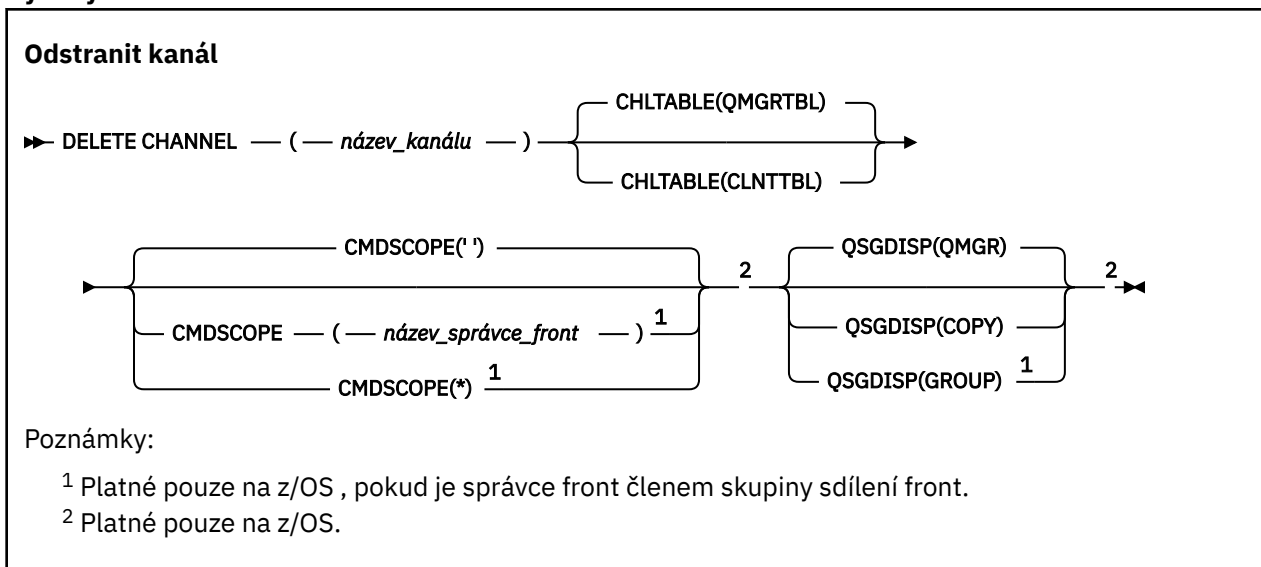 Odstranit kanál
CHLTABLE(QMGRTBL)
DELETE CHANNEL ( název_kanálu )
CHLTABLE(CLNTTBL)
CMDSCOPE(' ') 2 QSGDISP(QMGR) 2
CMDSCOPE ( název_správce_front ) 1 QSGDISP(COPY)
CMDSCOPE(*) 1 QSGDISP(GROUP) 1
Poznámky:
1 Platné pouze na z/OS , pokud je správce front členem skupiny sdílení front.
2 Platné pouze na z/OS.